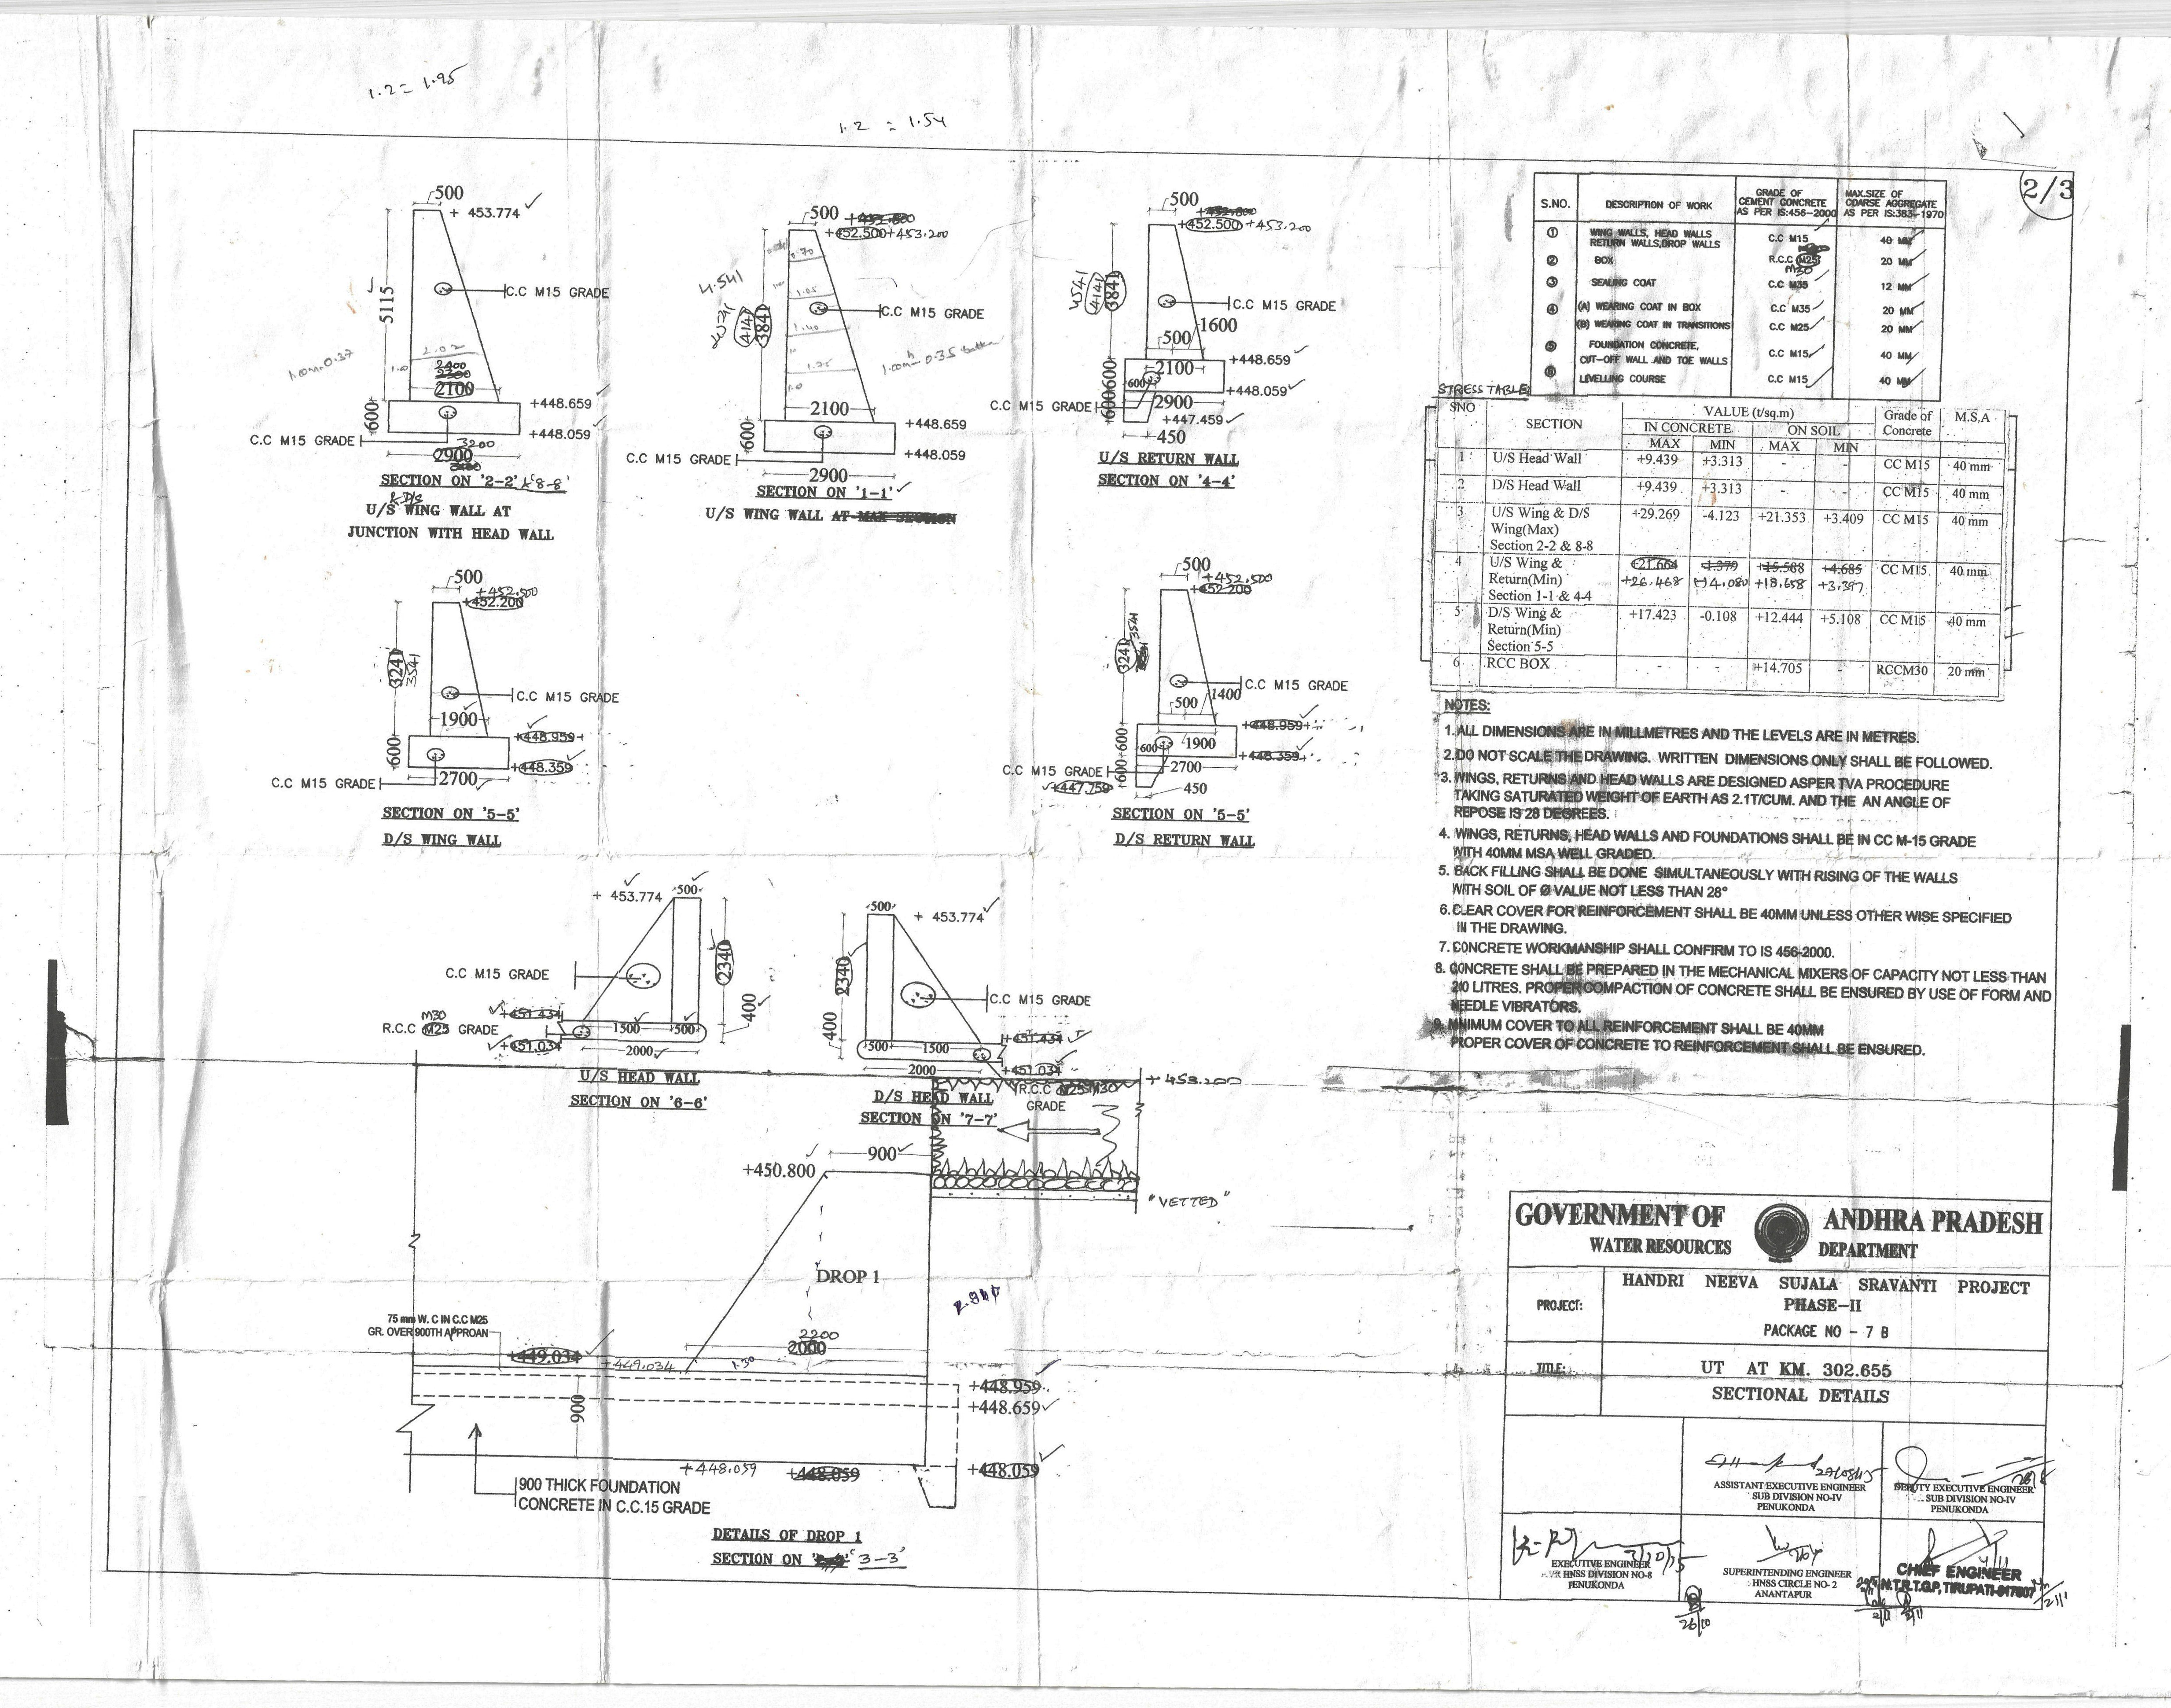 1.2 = 1.95
1.2 = 1.54
2/3
500
+ 453.774
5115
C.C M15 GRADE
1.00m 0.37
2.02
1.0
2400
2100
+448.659
600
+448.059
C.C M15 GRADE
3200
2900
SECTION ON '2-2' & '8-8'
& D/S
U/S WING WALL AT
JUNCTION WITH HEAD WALL
500
+452.800
+452.500 +453.200
.70
4.541
4141
3841
1.05
C.C M15 GRADE
1.40
1.75
1.0
2100
+448.659
600
+448.059
C.C M15 GRADE
2900
SECTION ON '1-1'
U/S WING WALL AT MAX SECTION
500
+452.800
+452.500 +453.200
4541
4141
3841
C.C M15 GRADE
1600
500
+448.659
2100
600
600
600
+448.059
C.C M15 GRADE
2900
+447.459
450
U/S RETURN WALL
SECTION ON '4-4'
500
+452.500
+452.200
3241
3541
C.C M15 GRADE
1900
+448.959
600
+448.359
2700
C.C M15 GRADE
SECTION ON '5-5'
D/S WING WALL
500
+452.500
+452.200
3241
3541
C.C M15 GRADE
1400
500
+448.959
600
600
1900
+448.359
C.C M15 GRADE
600
2700
+447.759
450
SECTION ON '5-5'
D/S RETURN WALL
+ 453.774
500
C.C M15 GRADE
2340
400
M30
+451.434
R.C.C M25 GRADE
1500
500
+451.034
2000
U/S HEAD WALL
SECTION ON '6-6'
500
+ 453.774
2340
C.C M15 GRADE
400
+451.434
500
1500
2000
+451.034
R.C.C M25 M30
GRADE
D/S HEAD WALL
SECTION ON '7-7'
+453.200
900
+450.800
"VETTED"
DROP 1
2200
2000
1.50
75 mm W. C IN C.C M25
GR. OVER 900TH APPROAN
+449.034
+449.034
900
+448.959
+448.659
+448.059
+448.059
+448.059
900 THICK FOUNDATION
CONCRETE IN C.C.15 GRADE
DETAILS OF DROP 1
SECTION ON '3-3'
S.NO. DESCRIPTION OF WORK GRADE OF CEMENT CONCRETE AS PER IS:456-2000 MAX.SIZE OF COARSE AGGREGATE AS PER IS:383-1970
1 WING WALLS, HEAD WALLS
RETURN WALLS,DROP WALLS C.C M15 40 MM
2 BOX R.C.C M25 20 MM
M30
3 SEALING COAT C.C M35 12 MM
4 (A) WEARING COAT IN BOX C.C M35 20 MM
(B) WEARING COAT IN TRANSITIONS C.C M25 20 MM
5 FOUNDATION CONCRETE,
CUT-OFF WALL AND TOE WALLS C.C M15 40 MM
6 LEVELLING COURSE C.C M15 40 MM
STRESS TABLE:
SNO SECTION VALUE (t/sq.m) Grade of Concrete M.S.A
IN CONCRETE ON SOIL
MAX MIN MAX MIN
1 U/S Head Wall +9.439 +3.313 - - CC M15 40 mm
2 D/S Head Wall +9.439 +3.313 - - CC M15 40 mm
3 U/S Wing & D/S +29.269 -4.123 +21.353 +3.409 CC M15 40 mm
Wing(Max)
Section 2-2 & 8-8
4 U/S Wing & +21.664 -1.379 +15.588 +4.685 CC M15 40 mm
Return(Min) +26.468 (-)4.080 +18.658 +3.397
Section 1-1 & 4-4
5 D/S Wing & +17.423 -0.108 +12.444 +5.108 CC M15 40 mm
Return(Min)
Section 5-5
6 RCC BOX - - +14.705 - RCCM30 20 mm
NOTES:
1. ALL DIMENSIONS ARE IN MILLMETRES AND THE LEVELS ARE IN METRES.
2. DO NOT SCALE THE DRAWING. WRITTEN DIMENSIONS ONLY SHALL BE FOLLOWED.
3. WINGS, RETURNS AND HEAD WALLS ARE DESIGNED ASPER TVA PROCEDURE
TAKING SATURATED WEIGHT OF EARTH AS 2.1T/CUM. AND THE AN ANGLE OF
REPOSE IS 28 DEGREES.
4. WINGS, RETURNS, HEAD WALLS AND FOUNDATIONS SHALL BE IN CC M-15 GRADE
WITH 40MM MSA WELL GRADED.
5. BACK FILLING SHALL BE DONE SIMULTANEOUSLY WITH RISING OF THE WALLS
WITH SOIL OF Ø VALUE NOT LESS THAN 28°
6. CLEAR COVER FOR REINFORCEMENT SHALL BE 40MM UNLESS OTHER WISE SPECIFIED
IN THE DRAWING.
7. CONCRETE WORKMANSHIP SHALL CONFIRM TO IS 456-2000.
8. CONCRETE SHALL BE PREPARED IN THE MECHANICAL MIXERS OF CAPACITY NOT LESS THAN
210 LITRES. PROPER COMPACTION OF CONCRETE SHALL BE ENSURED BY USE OF FORM AND
NEEDLE VIBRATORS.
9. MNIMUM COVER TO ALL REINFORCEMENT SHALL BE 40MM
PROPER COVER OF CONCRETE TO REINFORCEMENT SHALL BE ENSURED.
GOVERNMENT OF ANDHRA PRADESH
WATER RESOURCES DEPARTMENT
PROJECT: HANDRI NEEVA SUJALA SRAVANTI PROJECT
PHASE-II
PACKAGE NO - 7 B
TITLE: UT AT KM. 302.655
SECTIONAL DETAILS
ASSISTANT EXECUTIVE ENGINEER
SUB DIVISION NO-IV
PENUKONDA
DEPUTY EXECUTIVE ENGINEER
SUB DIVISION NO-IV
PENUKONDA
EXECUTIVE ENGINEER
HNSS DIVISION NO-8
PENUKONDA
SUPERINTENDING ENGINEER
HNSS CIRCLE NO- 2
ANANTAPUR
CHIEF ENGINEER
N.T.R.T.G.P, TIRUPATI-517507
26/10